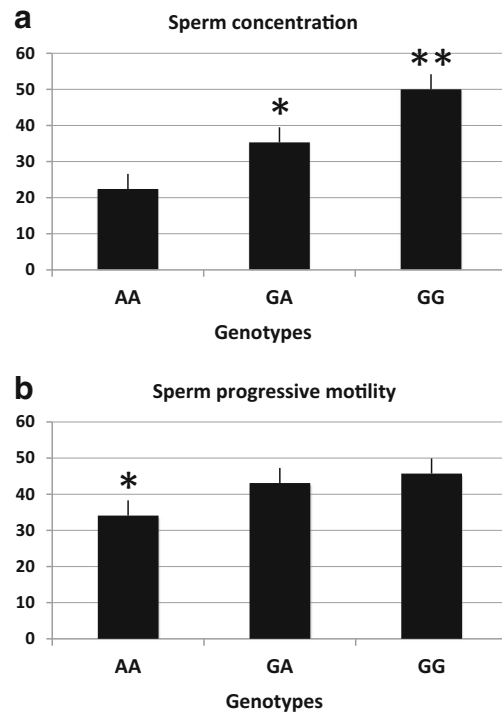 a
Sperm concentration
60
50
40
30
20
10
0
*
**
AA GA GG
Genotypes
b
Sperm progressive motility
60
50
40
30
20
10
0
*
AA GA GG
Genotypes